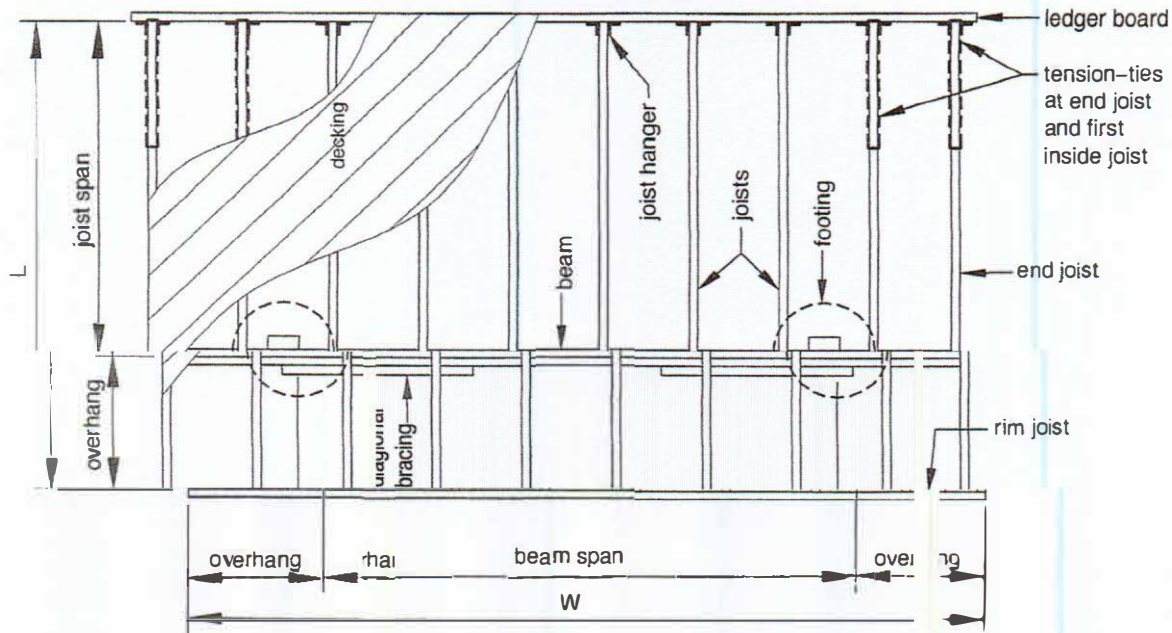 ledger board
tension-ties
at end joist
and first
inside joist
decking
joist hanger
joists
footing
joist span
L
beam
end joist
overhang
bracing
rim joist
overhang
beam span
W